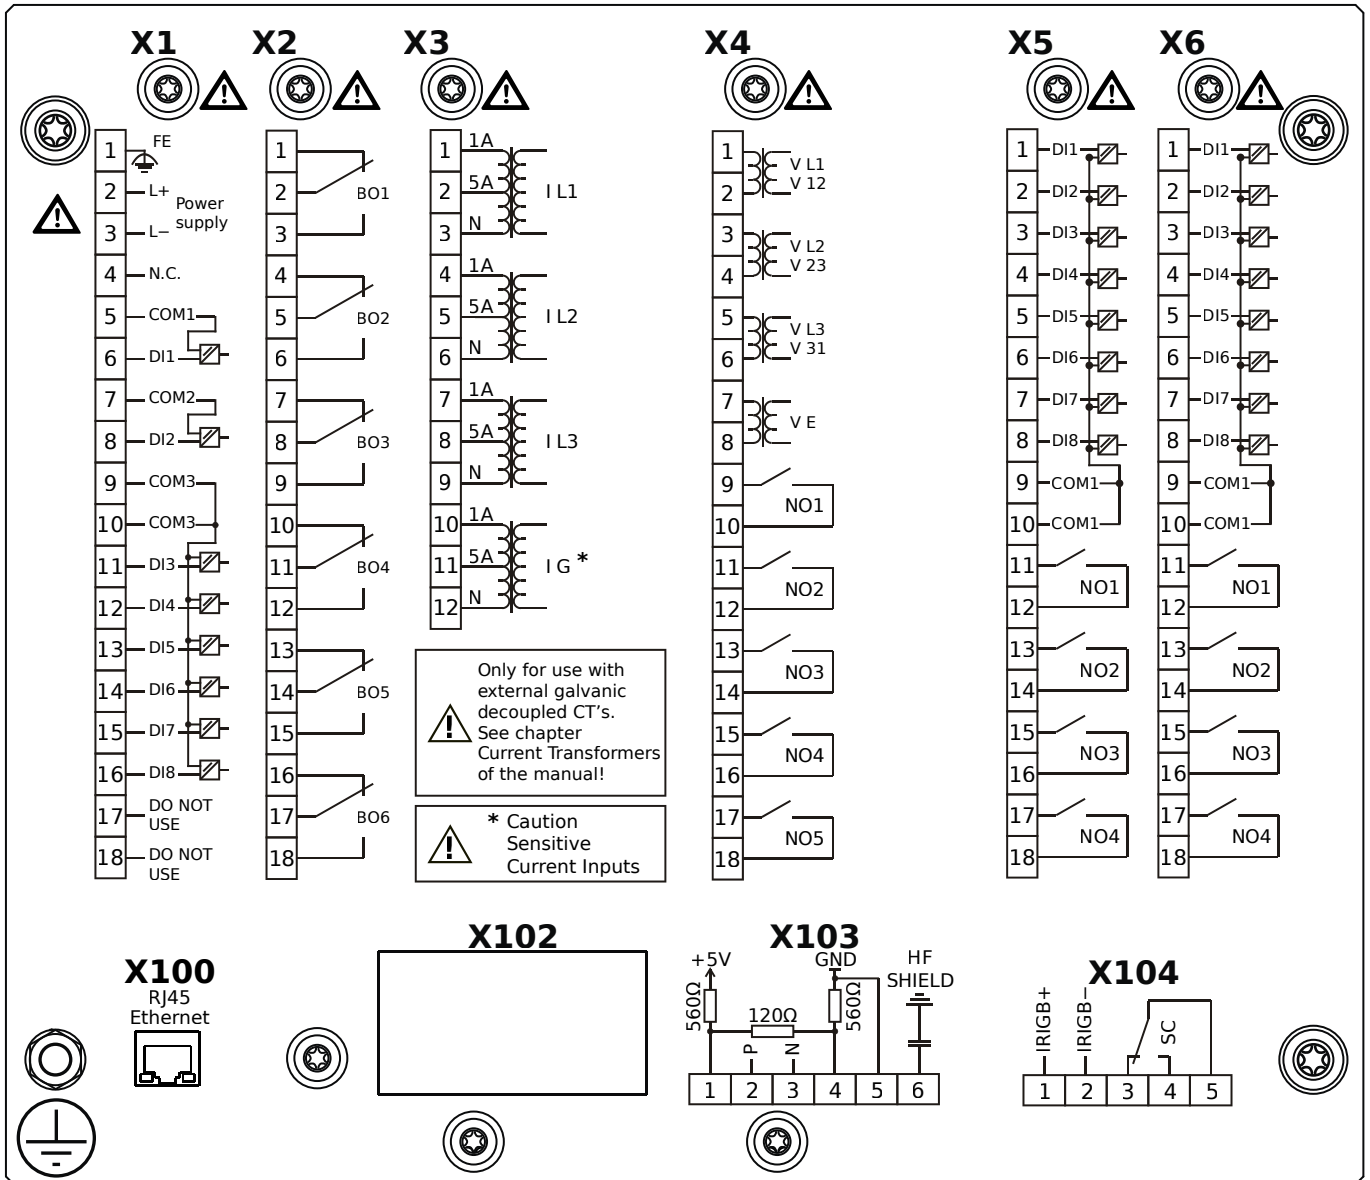 X1 X2 X3 X4 X5 X6
1 FE
2 L+
Power
supply
3 L−
4 N.C.
5 COM1
6 DI1
7 COM2
8 DI2
9 COM3
10 COM3
11 DI3
12 DI4
13 DI5
14 DI6
15 DI7
16 DI8
17 DO NOT
USE
18 DO NOT
USE
1
2 BO1
3
4
5 BO2
6
7
8 BO3
9
10
11 BO4
12
13
14 BO5
15
16
17 BO6
18
1 1A
2 5A I L1
3 N
4 1A
5 5A I L2
6 N
7 1A
8 5A I L3
9 N
10 1A
11 5A I G *
12 N
Only for use with
external galvanic
decoupled CT's.
See chapter
Current Transformers
of the manual!
* Caution
Sensitive
Current Inputs
1 V L1
2 V 12
3 V L2
4 V 23
5 V L3
6 V 31
7 V E
8
9
NO1
10
11
NO2
12
13
NO3
14
15
NO4
16
17
NO5
18
1 DI1
2 DI2
3 DI3
4 DI4
5 DI5
6 DI6
7 DI7
8 DI8
9 COM1
10 COM1
11
NO1
12
13
NO2
14
15
NO3
16
17
NO4
18
1 DI1
2 DI2
3 DI3
4 DI4
5 DI5
6 DI6
7 DI7
8 DI8
9 COM1
10 COM1
11
NO1
12
13
NO2
14
15
NO3
16
17
NO4
18
X100
RJ45
Ethernet
X102
X103
+5V GND HF
SHIELD
560Ω 120Ω 560Ω
P N
1 2 3 4 5 6
X104
IRIGB+ IRIGB− SC
1 2 3 4 5